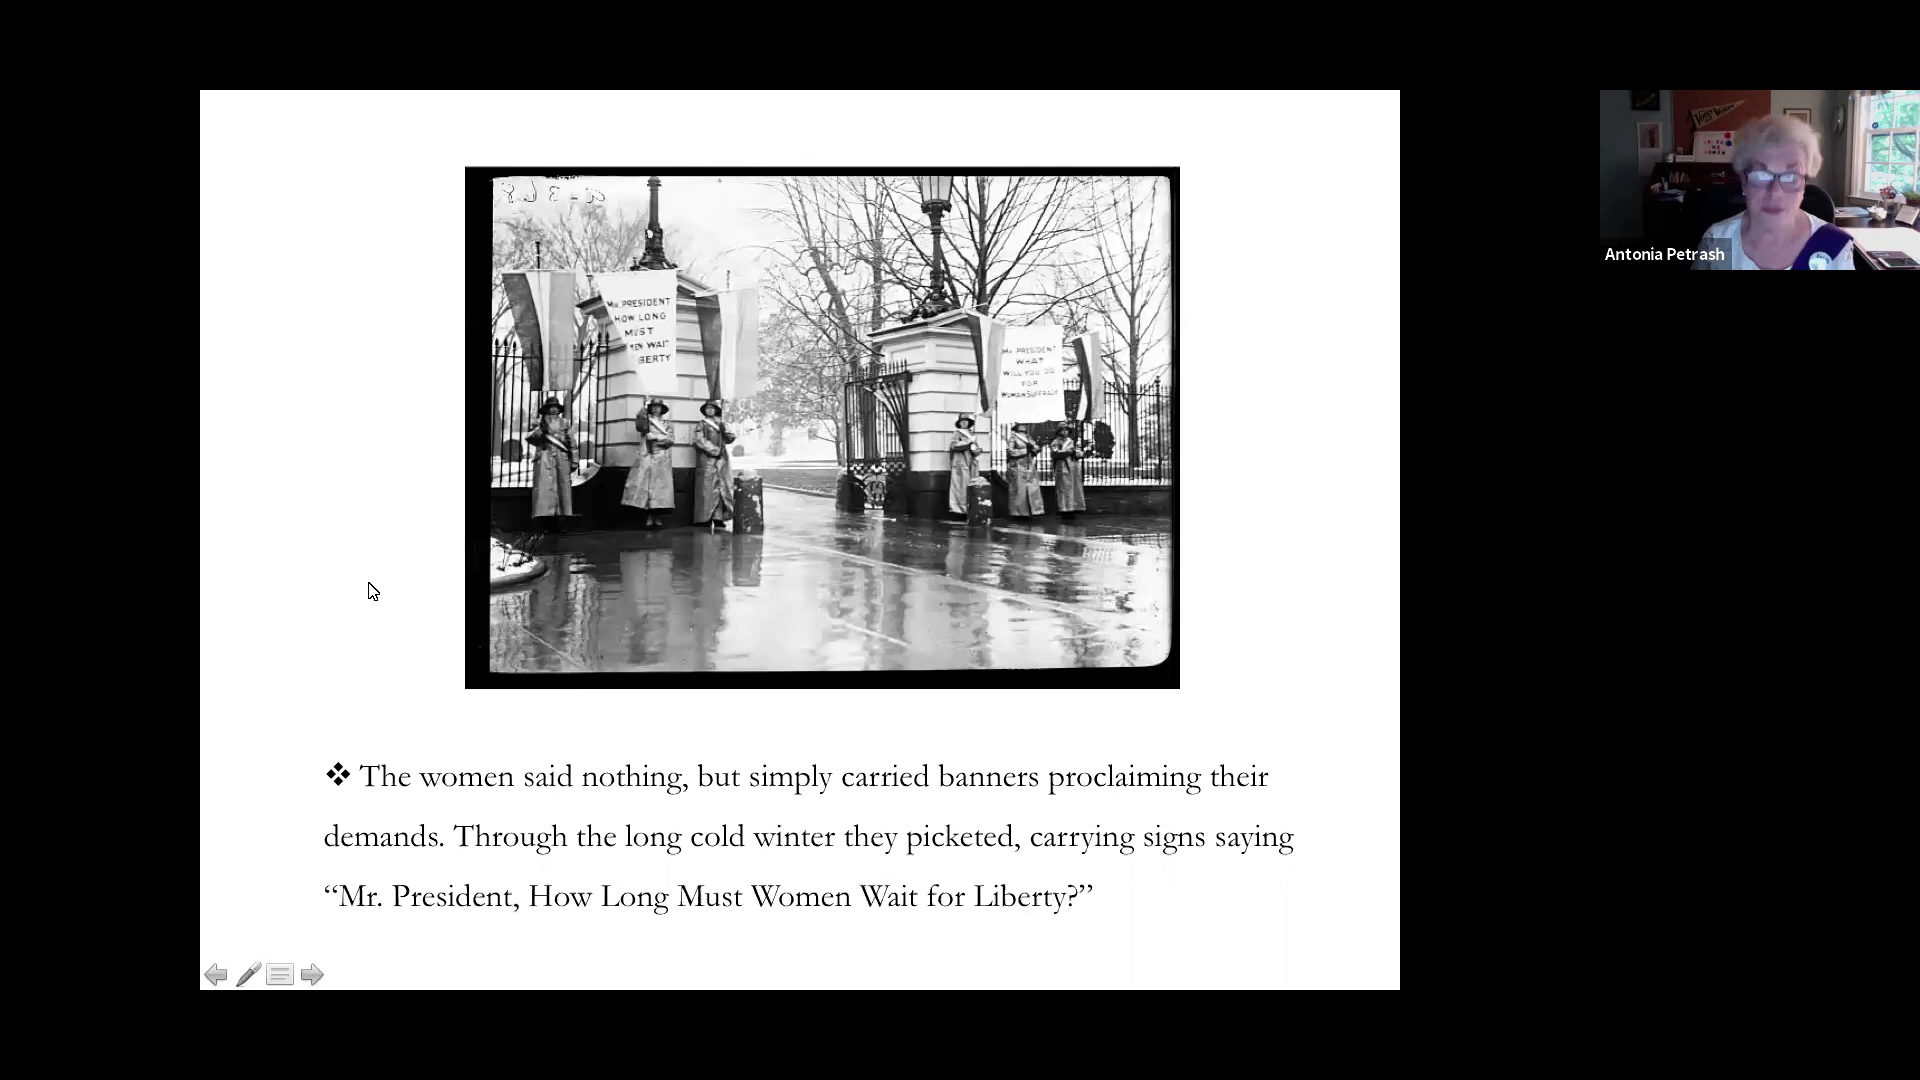 MR. PRESIDENT
HOW LONG
MUST
WAIT
MR. PRESIDENT
WHAT
WILL YOU DO
FOR
WOMAN SUFFRAGE
❖ The women said nothing, but simply carried banners proclaiming their
demands. Through the long cold winter they picketed, carrying signs saying
“Mr. President, How Long Must Women Wait for Liberty?”
Antonia Petrash